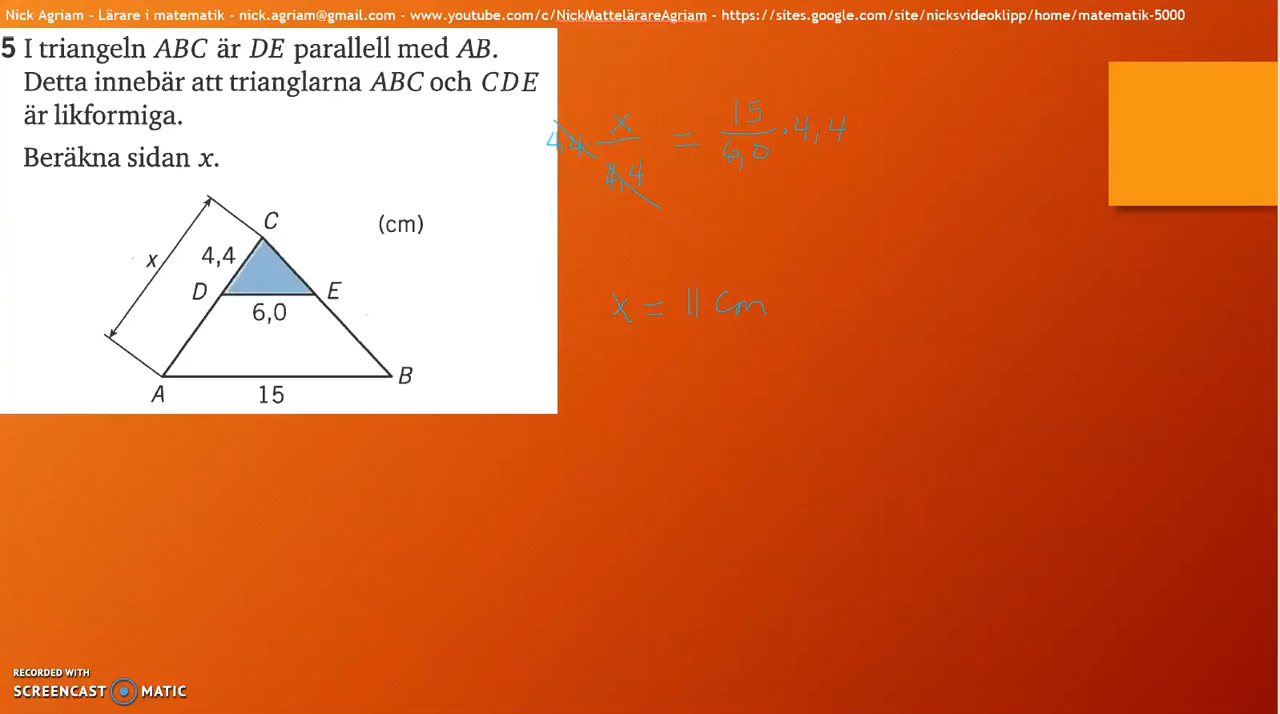 Nick Agriam - Lärare i matematik - nick.agriam@gmail.com - www.youtube.com/c/NickMattelärareAgriam - https://sites.google.com/site/nicksvideoklipp/home/matematik-5000
5 I triangeln ABC är DE parallell med AB.
Detta innebär att trianglarna ABC och CDE
är likformiga.
Beräkna sidan x.
C
(cm)
x
4,4
D
E
6,0
A
B
15
4,4 x/4,4 = 15/6,0 · 4,4
x = 11 cm
RECORDED WITH
SCREENCAST MATIC